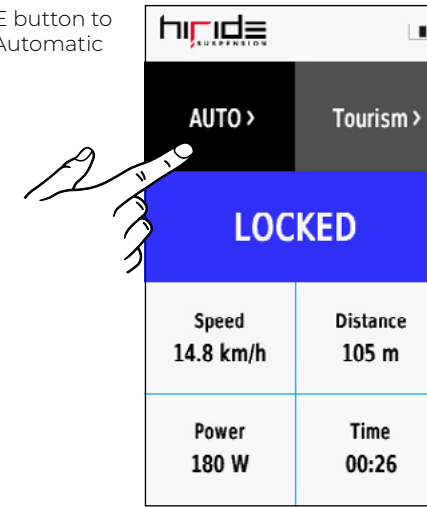 E button to
Automatic
hiride
SUSPENSION
AUTO >
Tourism >
LOCKED
Speed
14.8 km/h
Distance
105 m
Power
180 W
Time
00:26